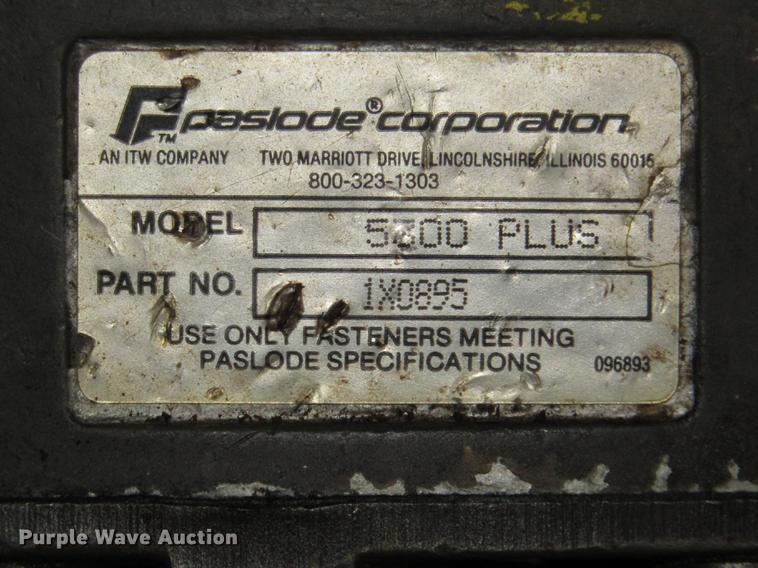 paslode® corporation
TM
AN ITW COMPANY TWO MARRIOTT DRIVE, LINCOLNSHIRE, ILLINOIS 60015
800-323-1303
MODEL 5300 PLUS
PART NO. 1X0895
USE ONLY FASTENERS MEETING
PASLODE SPECIFICATIONS 096893
Purple Wave Auction